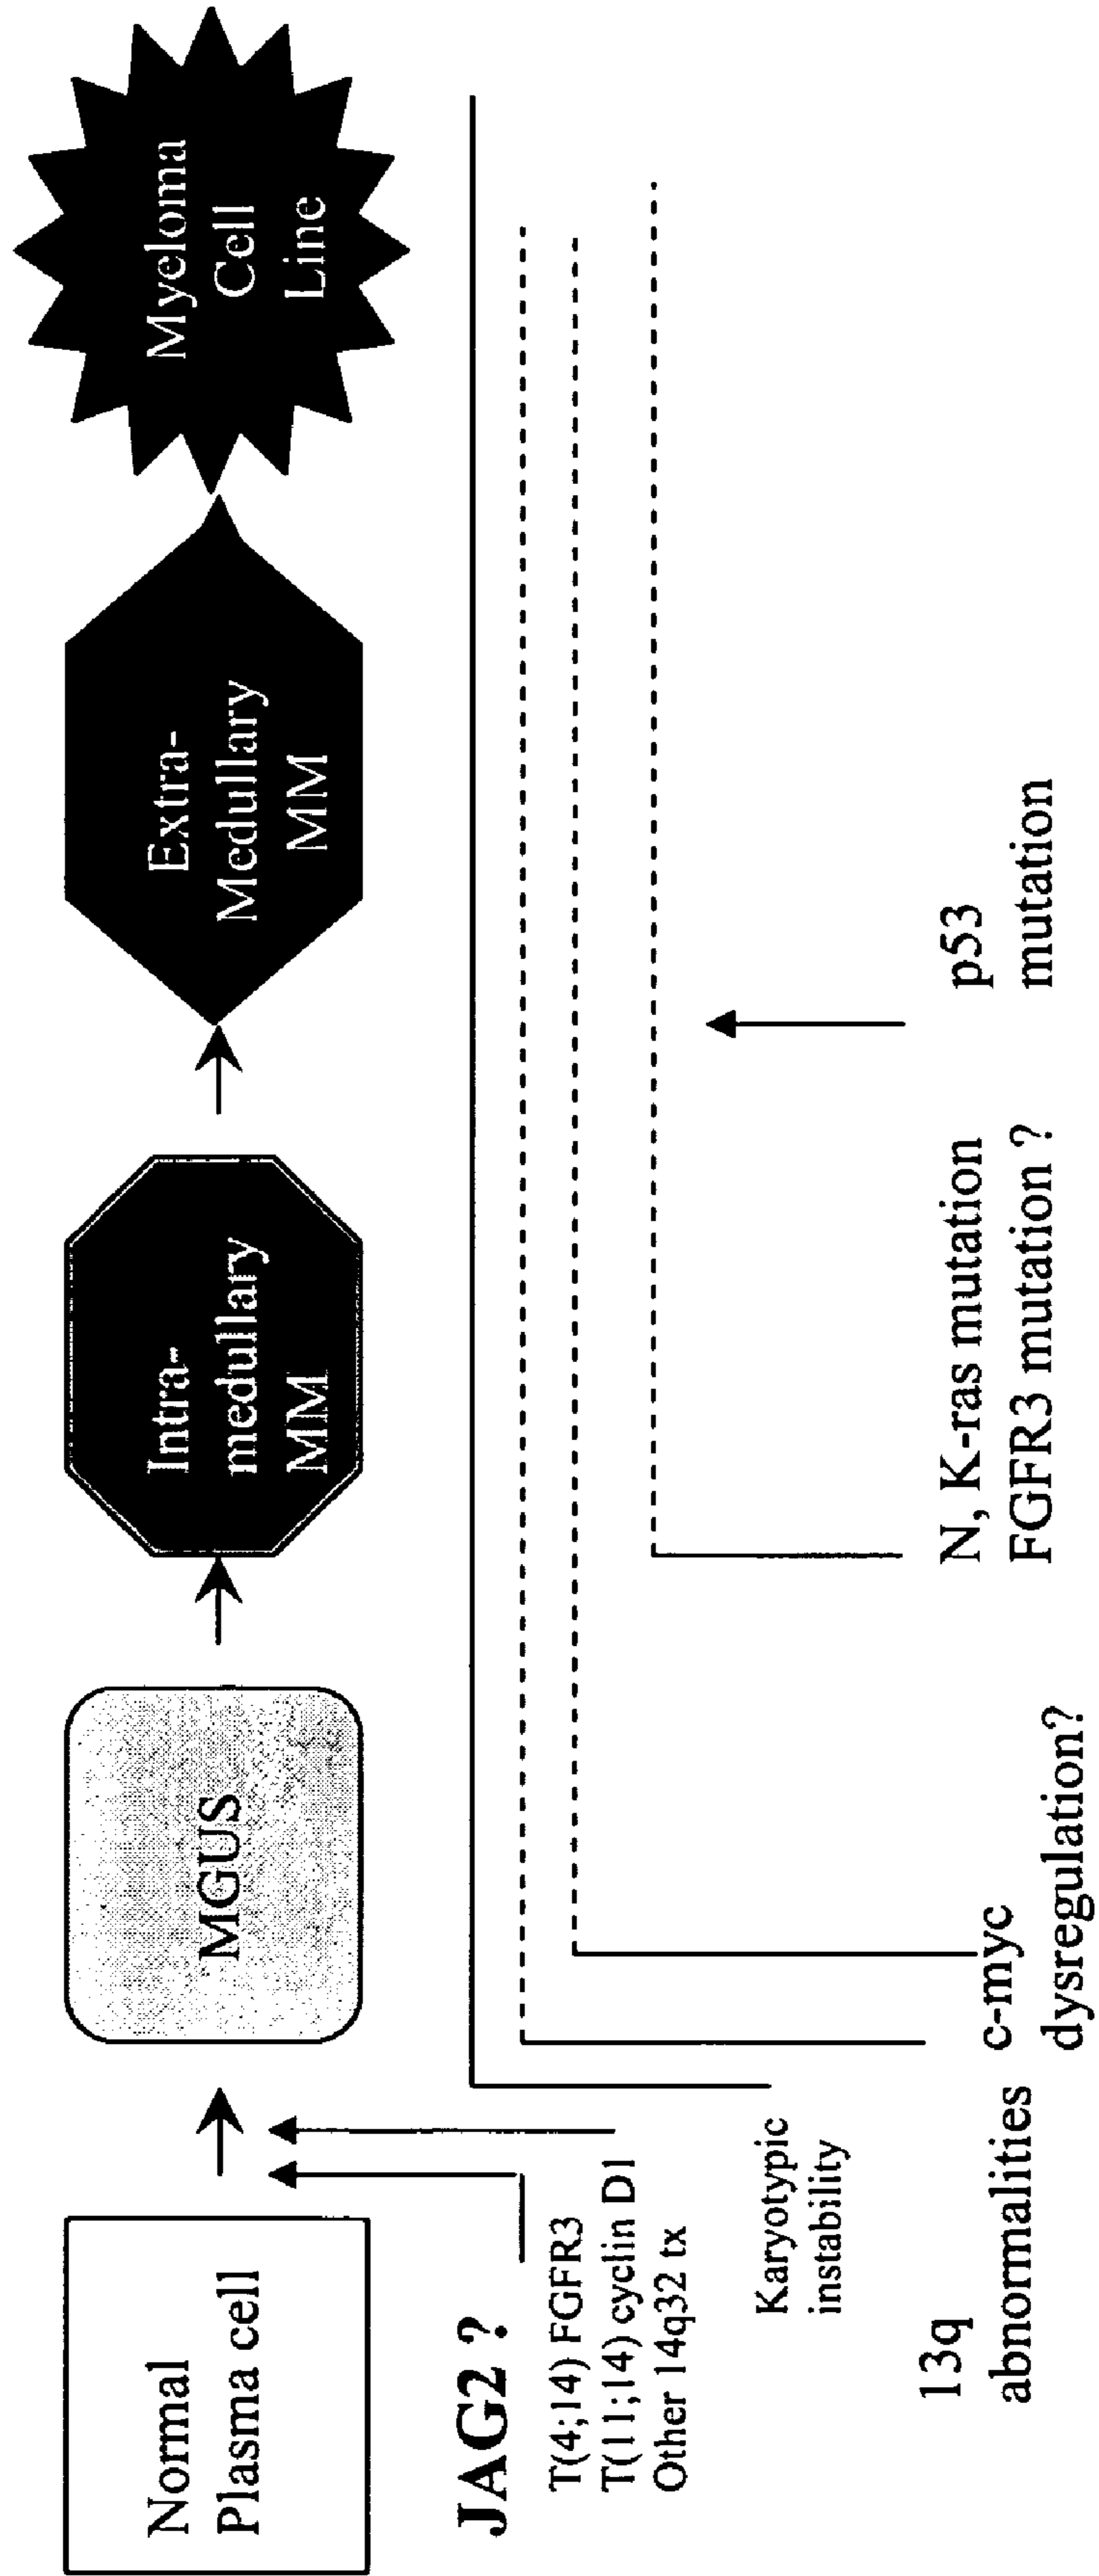 Normal
Plasma cell
MGUS
Intra-
medullary
MM
Extra-
Medullary
MM
Myeloma
Cell
Line
JAG2 ?
T(4;14) FGFR3
T(11;14) cyclin D1
Other 14q32 tx
Karyotypic
instability
13q
abnormalities
c-myc
dysregulation?
N, K-ras mutation
FGFR3 mutation ?
p53
mutation